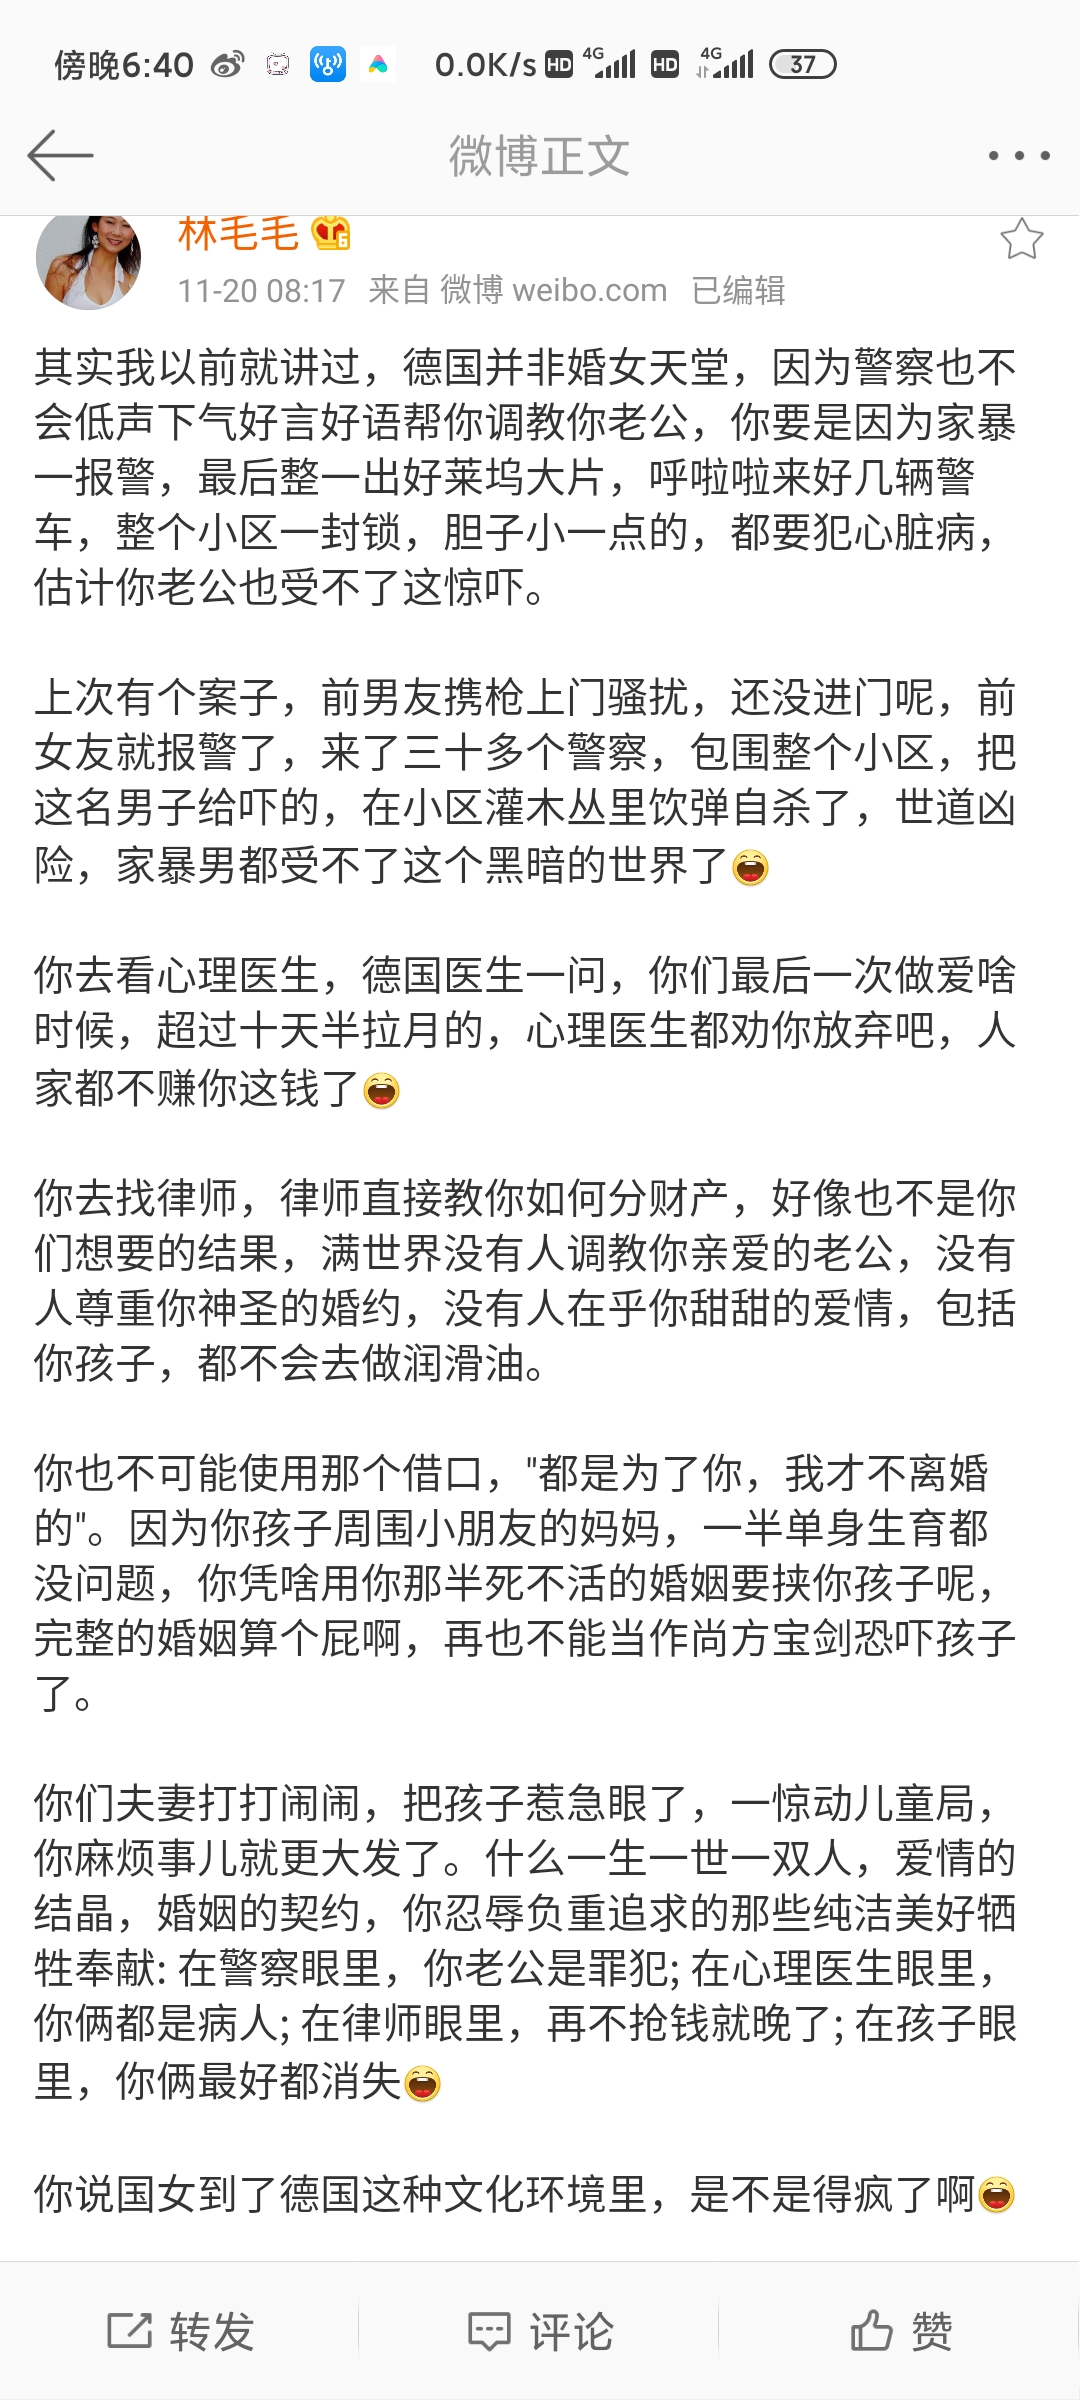 傍晚6:40 0.0K/s HD 4G HD 4G 37
微博正文
林毛毛 6
11-20 08:17 来自 微博 weibo.com 已编辑
其实我以前就讲过，德国并非婚女天堂，因为警察也不
会低声下气好言好语帮你调教你老公，你要是因为家暴
一报警，最后整一出好莱坞大片，呼啦啦来好几辆警
车，整个小区一封锁，胆子小一点的，都要犯心脏病，
估计你老公也受不了这惊吓。
上次有个案子，前男友携枪上门骚扰，还没进门呢，前
女友就报警了，来了三十多个警察，包围整个小区，把
这名男子给吓的，在小区灌木丛里饮弹自杀了，世道凶
险，家暴男都受不了这个黑暗的世界了
你去看心理医生，德国医生一问，你们最后一次做爱啥
时候，超过十天半拉月的，心理医生都劝你放弃吧，人
家都不赚你这钱了
你去找律师，律师直接教你如何分财产，好像也不是你
们想要的结果，满世界没有人调教你亲爱的老公，没有
人尊重你神圣的婚约，没有人在乎你甜甜的爱情，包括
你孩子，都不会去做润滑油。
你也不可能使用那个借口，"都是为了你，我才不离婚
的"。因为你孩子周围小朋友的妈妈，一半单身生育都
没问题，你凭啥用你那半死不活的婚姻要挟你孩子呢，
完整的婚姻算个屁啊，再也不能当作尚方宝剑恐吓孩子
了。
你们夫妻打打闹闹，把孩子惹急眼了，一惊动儿童局，
你麻烦事儿就更大发了。什么一生一世一双人，爱情的
结晶，婚姻的契约，你忍辱负重追求的那些纯洁美好牺
牲奉献: 在警察眼里，你老公是罪犯; 在心理医生眼里，
你俩都是病人; 在律师眼里，再不抢钱就晚了; 在孩子眼
里，你俩最好都消失
你说国女到了德国这种文化环境里，是不是得疯了啊
转发 评论 赞